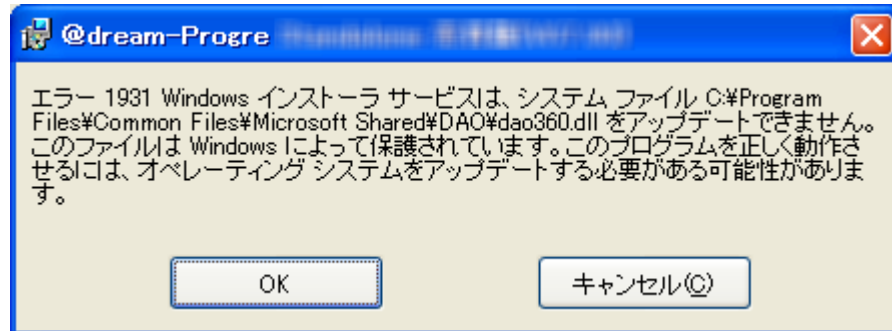 @dream-Progre
エラー 1931 Windows インストーラ サービスは、システム ファイル C:¥Program
Files¥Common Files¥Microsoft Shared¥DAO¥dao360.dll をアップデートできません。
このファイルは Windows によって保護されています。このプログラムを正しく動作さ
せるには、オペレーティング システムをアップデートする必要がある可能性がありま
す。
OK
キャンセル(C)